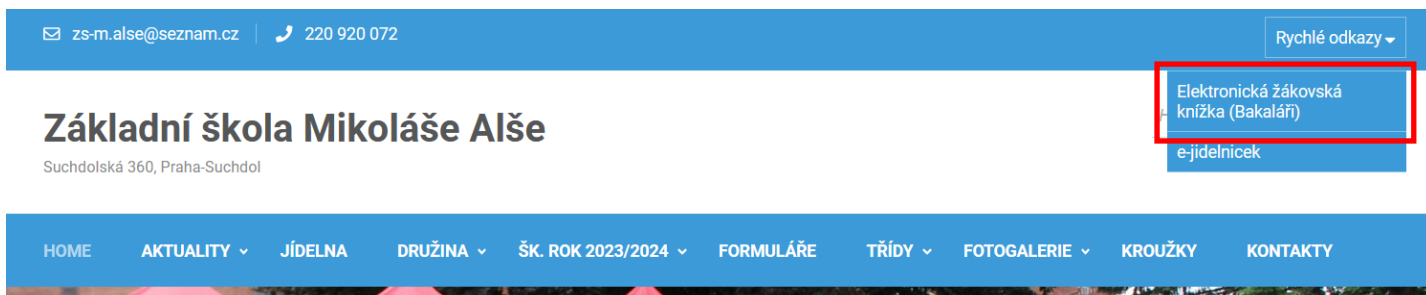 zs-m.alse@seznam.cz 220 920 072 Rychlé odkazy
Elektronická žákovská
knížka (Bakaláři)
e-jidelnicek
Základní škola Mikoláše Alše
Suchdolská 360, Praha-Suchdol
HOME AKTUALITY JÍDELNA DRUŽINA ŠK. ROK 2023/2024 FORMULÁŘE TŘÍDY FOTOGALERIE KROUŽKY KONTAKTY